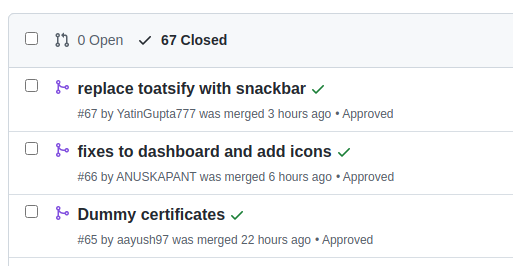 0 Open 67 Closed
replace toatsify with snackbar
#67 by YatinGupta777 was merged 3 hours ago • Approved
fixes to dashboard and add icons
#66 by ANUSKAPANT was merged 6 hours ago • Approved
Dummy certificates
#65 by aayush97 was merged 22 hours ago • Approved